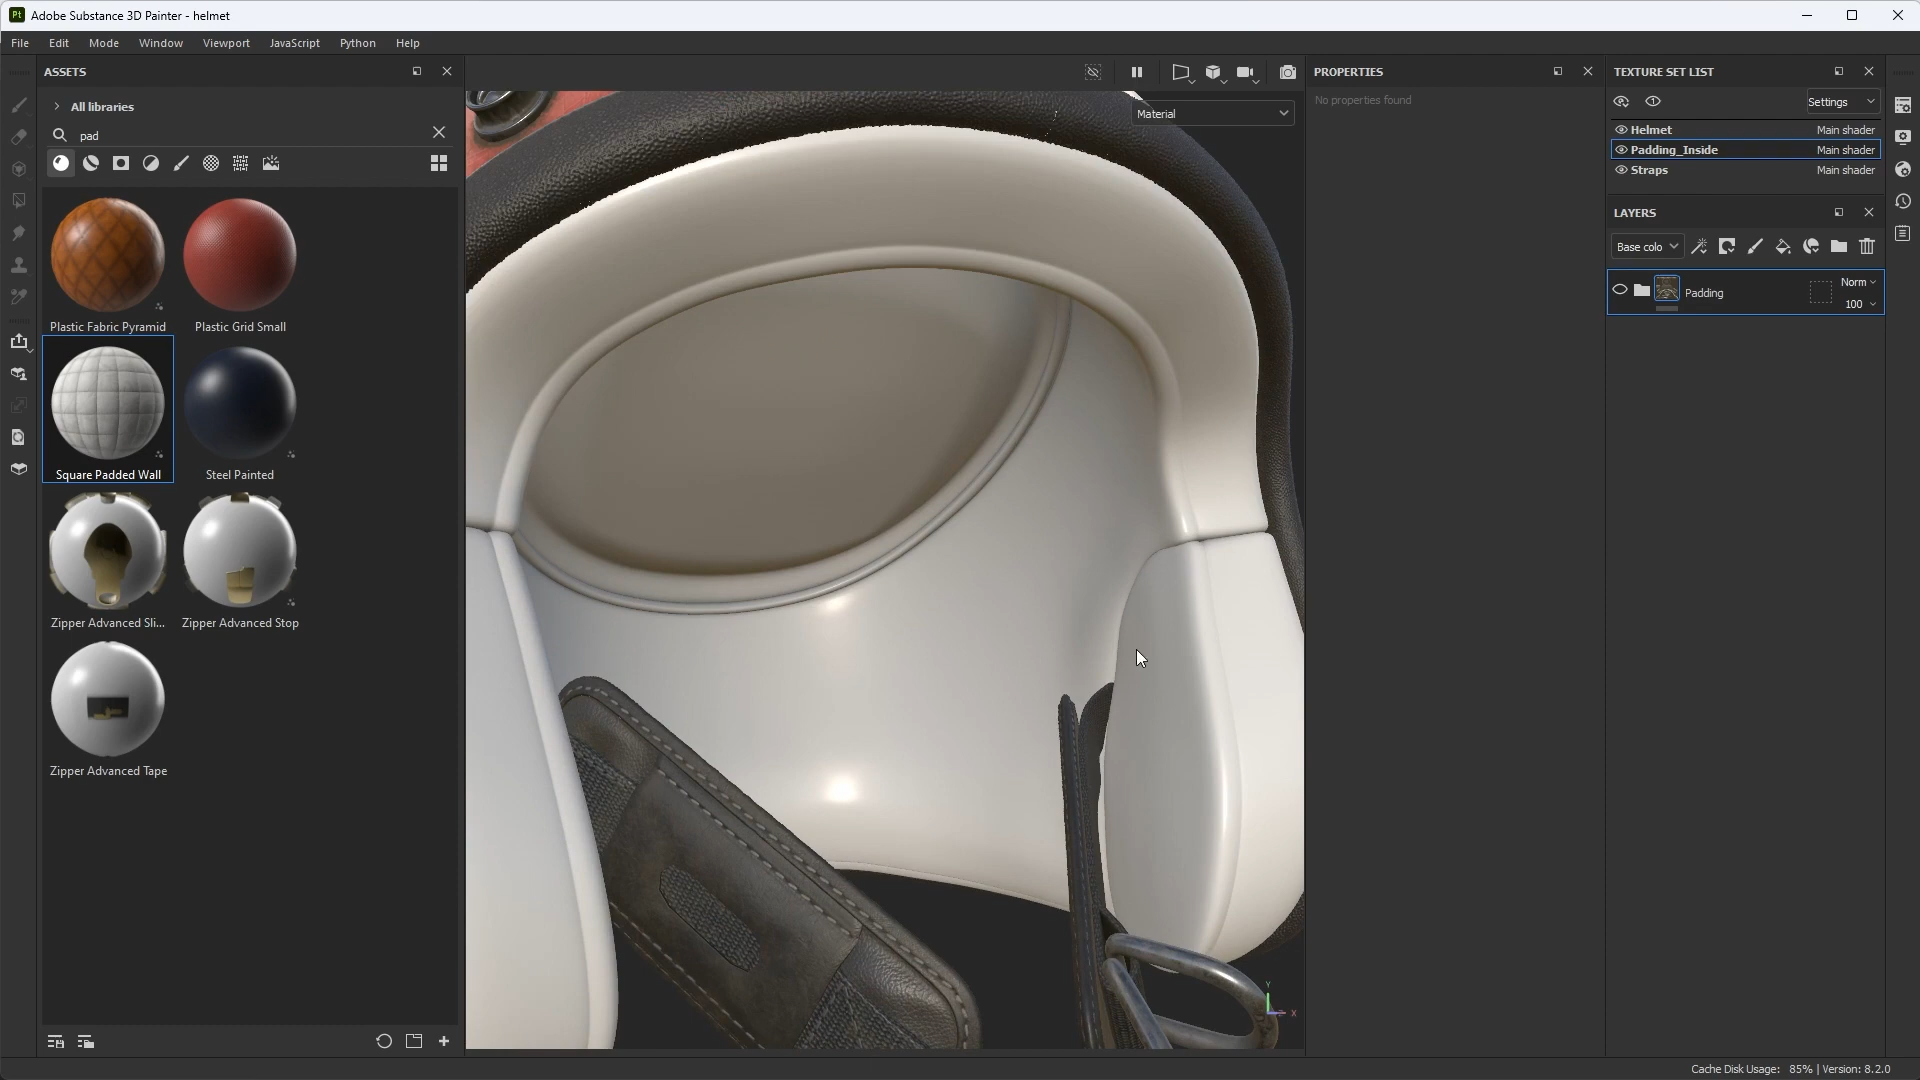 Pt Adobe Substance 3D Painter - helmet
File Edit Mode Window Viewport JavaScript Python Help
ASSETS
All libraries
pad
Plastic Fabric Pyramid
Plastic Grid Small
Square Padded Wall
Steel Painted
Zipper Advanced Sli...
Zipper Advanced Stop
Zipper Advanced Tape
Material
Y
X
PROPERTIES
No properties found
TEXTURE SET LIST
Settings
Helmet Main shader
Padding_Inside Main shader
Straps Main shader
LAYERS
Base colo
Padding
Norm
100
Cache Disk Usage: 85% | Version: 8.2.0